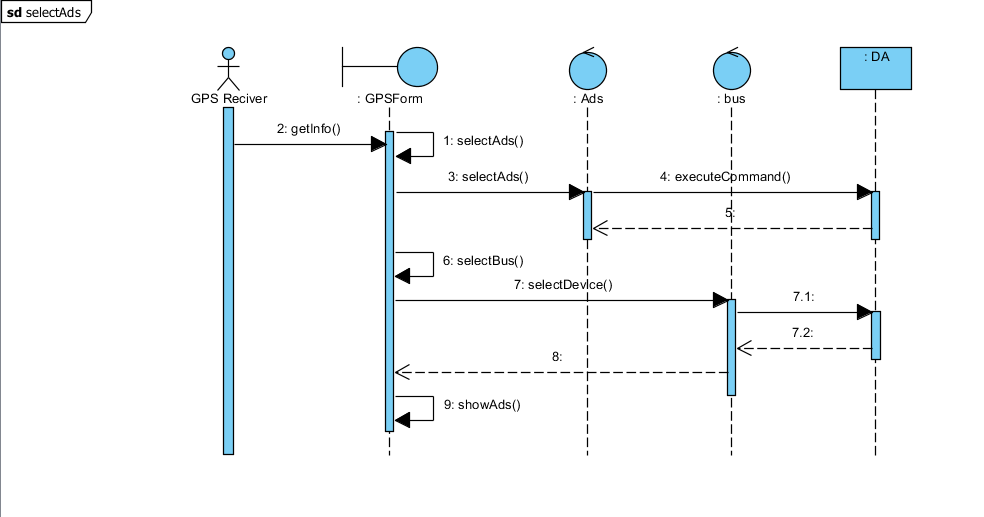 sd selectAds
: DA
GPS Reciver
: GPSForm
: Ads
: bus
2: getInfo()
1: selectAds()
3: selectAds()
4: executeCommand()
5:
6: selectBus()
7: selectDevice()
7.1:
7.2:
8:
9: showAds()